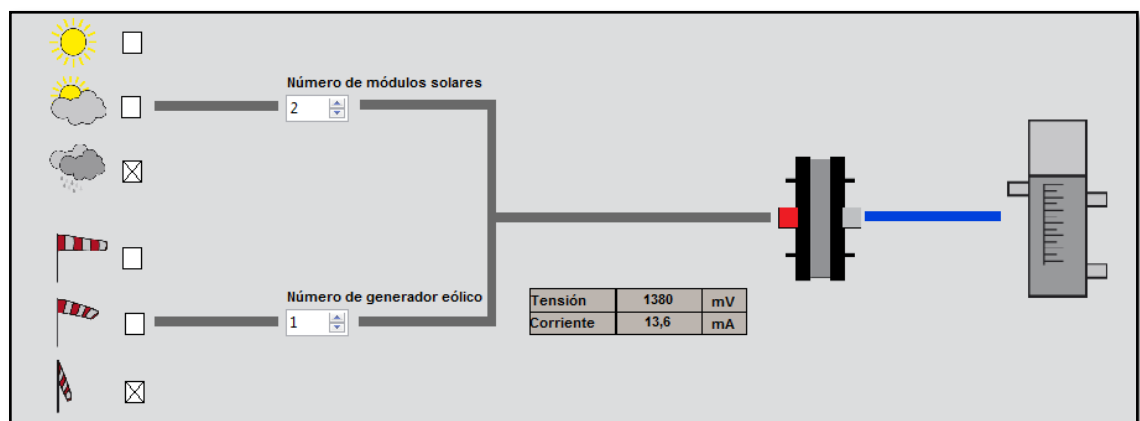 Número de módulos solares
2
Número de generador eólico
1
Tensión 1380 mV
Corriente 13,6 mA